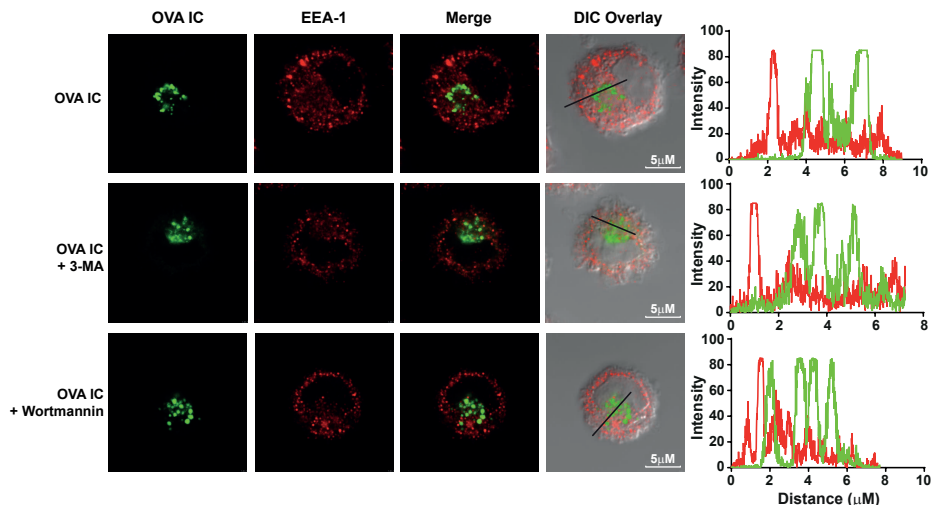 OVA IC EEA-1 Merge DIC Overlay
OVA IC
5μM
Intensity
100
80
60
40
20
0
0 2 4 6 8 10
OVA IC
+ 3-MA
5μM
Intensity
100
80
60
40
20
0
0 2 4 6 8
OVA IC
+ Wortmannin
5μM
Intensity
100
80
60
40
20
0
0 2 4 6 8 10
Distance (μM)